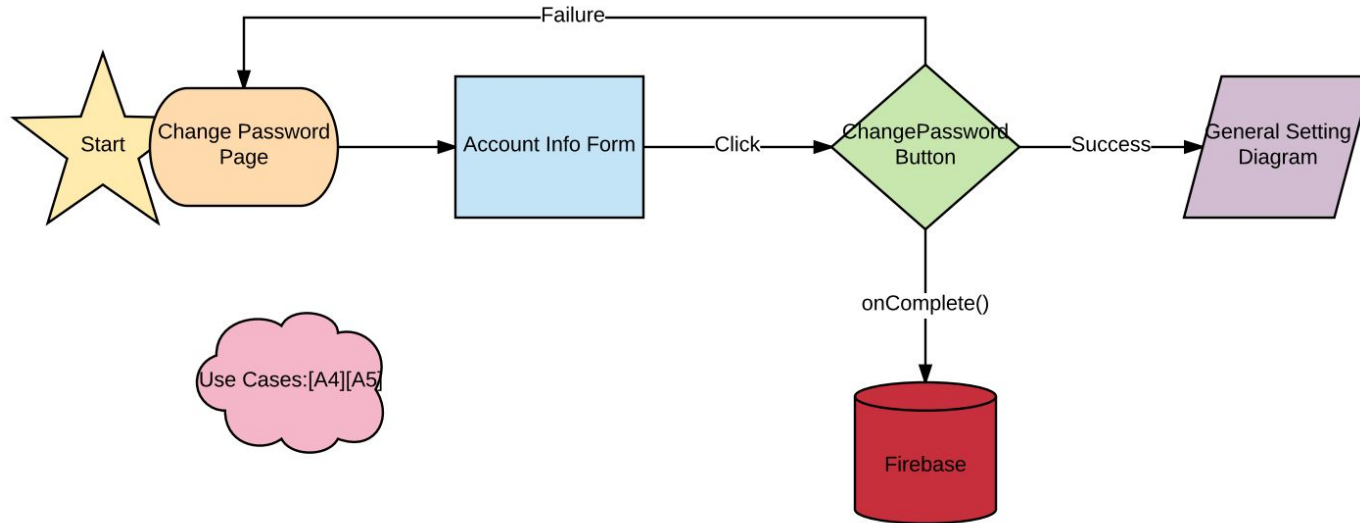 Failure
Start
Change Password
Page
Account Info Form
Click
ChangePassword
Button
Success
General Setting
Diagram
onComplete()
Use Cases:[A4][A5]
Firebase